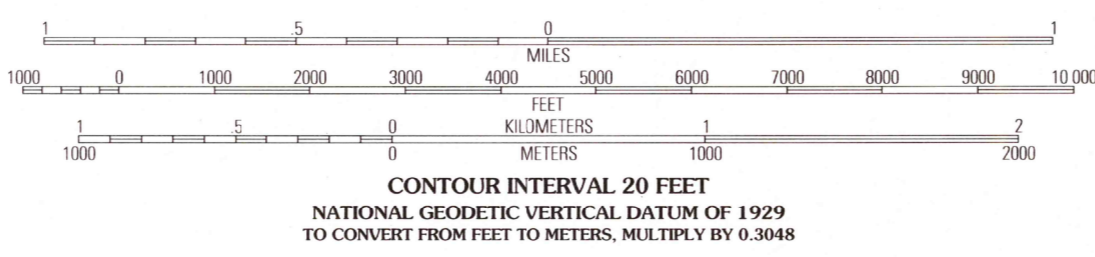 1 .5 0 1
MILES
1000 0 1000 2000 3000 4000 5000 6000 7000 8000 9000 10 000
FEET
1 .5 0 KILOMETERS 1 2
1000 0 METERS 1000 2000
CONTOUR INTERVAL 20 FEET
NATIONAL GEODETIC VERTICAL DATUM OF 1929
TO CONVERT FROM FEET TO METERS, MULTIPLY BY 0.3048